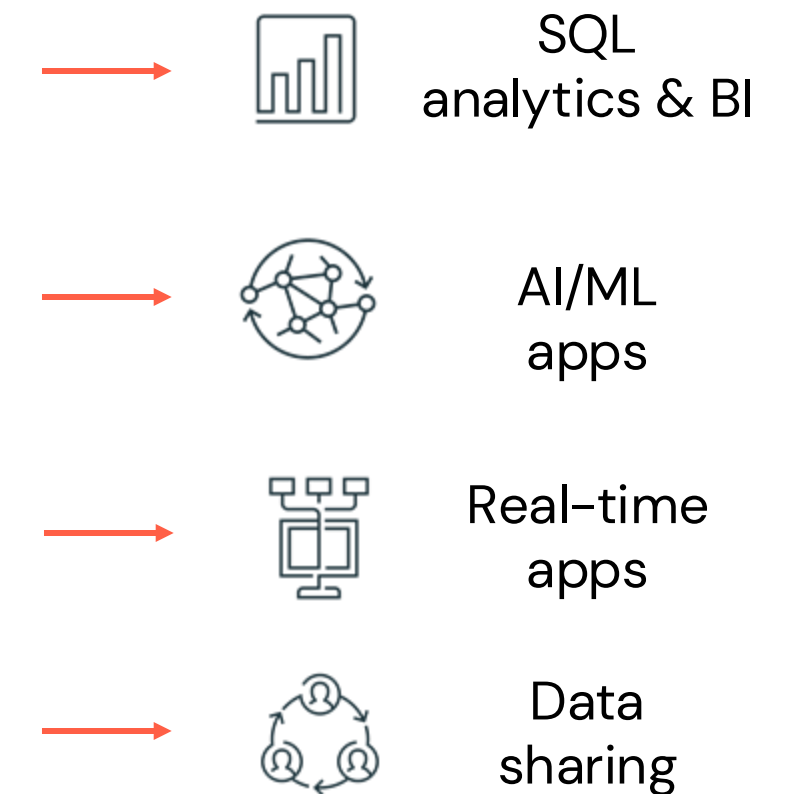 SQL
analytics & BI
AI/ML
apps
Real-time
apps
Data
sharing